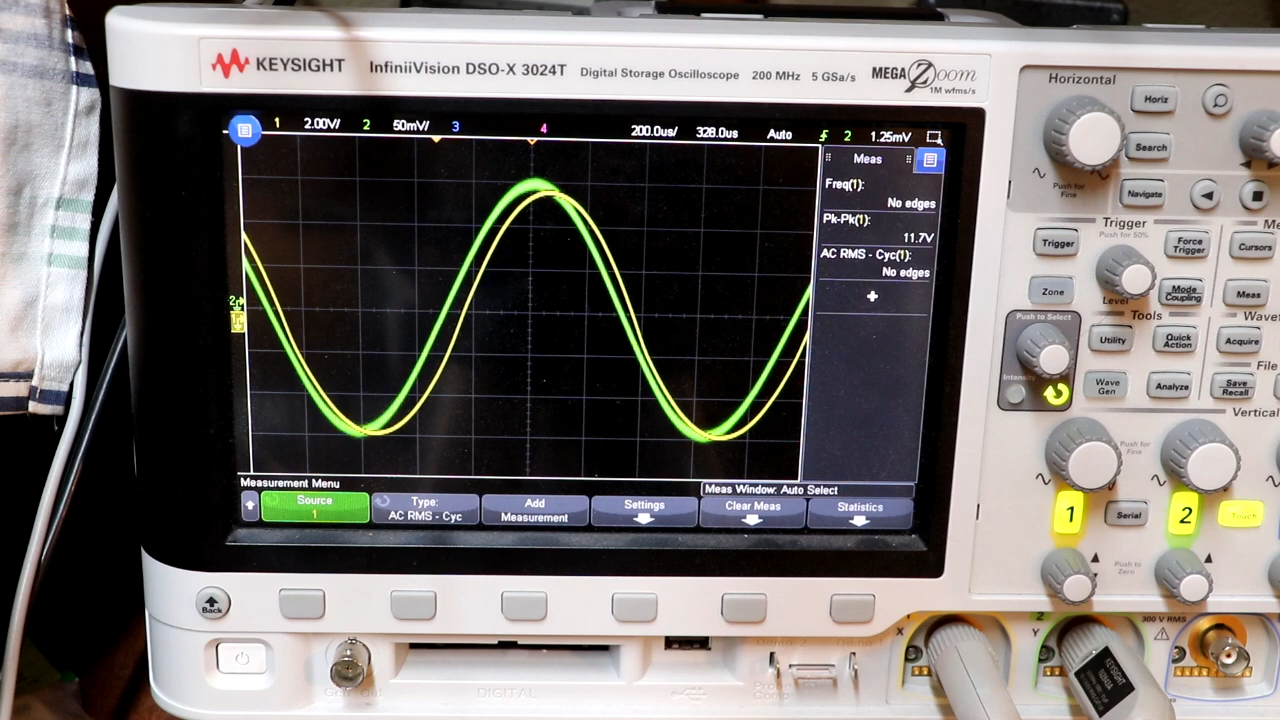 KEYSIGHT InfiniiVision DSO-X 3024T Digital Storage Oscilloscope 200 MHz 5 GSa/s MEGA Zoom
1M wfms/s
Horizontal
Horiz
Search
Push for Fine
Navigate
1 2.00V/ 2 50mV/ 3 4 200.0us/ 328.0us Auto 2 1.25mV
Meas
Freq(1):
No edges
Pk-Pk(1):
11.7V
AC RMS - Cyc(1):
No edges
Measurement Menu
Meas Window: Auto Select
Source
1
Type:
AC RMS - Cyc
Add
Measurement
Settings
Clear Meas
Statistics
Trigger
Push for 50%
Trigger
Force
Trigger
Cursors
Zone
Level
Mode
Coupling
Meas
Push to Select
Tools
Utility
Quick
Action
Acquire
Intensity
File
Wave
Gen
Analyze
Save
Recall
Vertical
Push for
Fine
1
Serial
2
Touch
Push to
Zero
Back
X
2
Y
300 V RMS
KEYSIGHT
DIGITAL